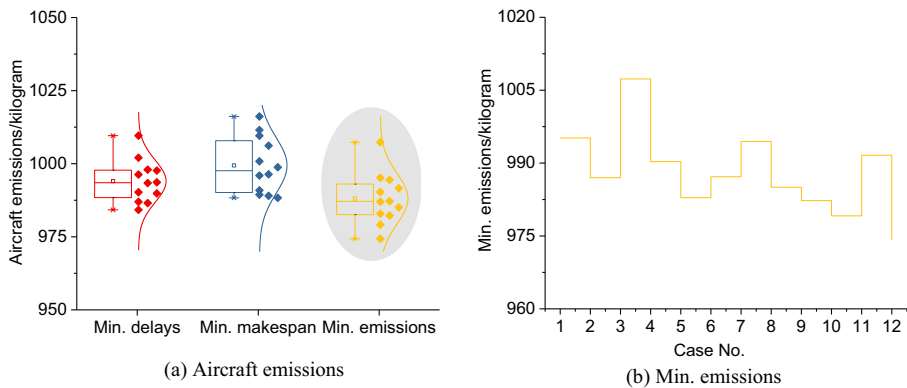 1050
1025
1000
975
950
Aircraft emissions/kilogram
Min. delays Min. makespan Min. emissions
(a) Aircraft emissions
1020
1005
990
975
960
Min. emissions/kilogram
1 2 3 4 5 6 7 8 9 10 11 12
Case No.
(b) Min. emissions